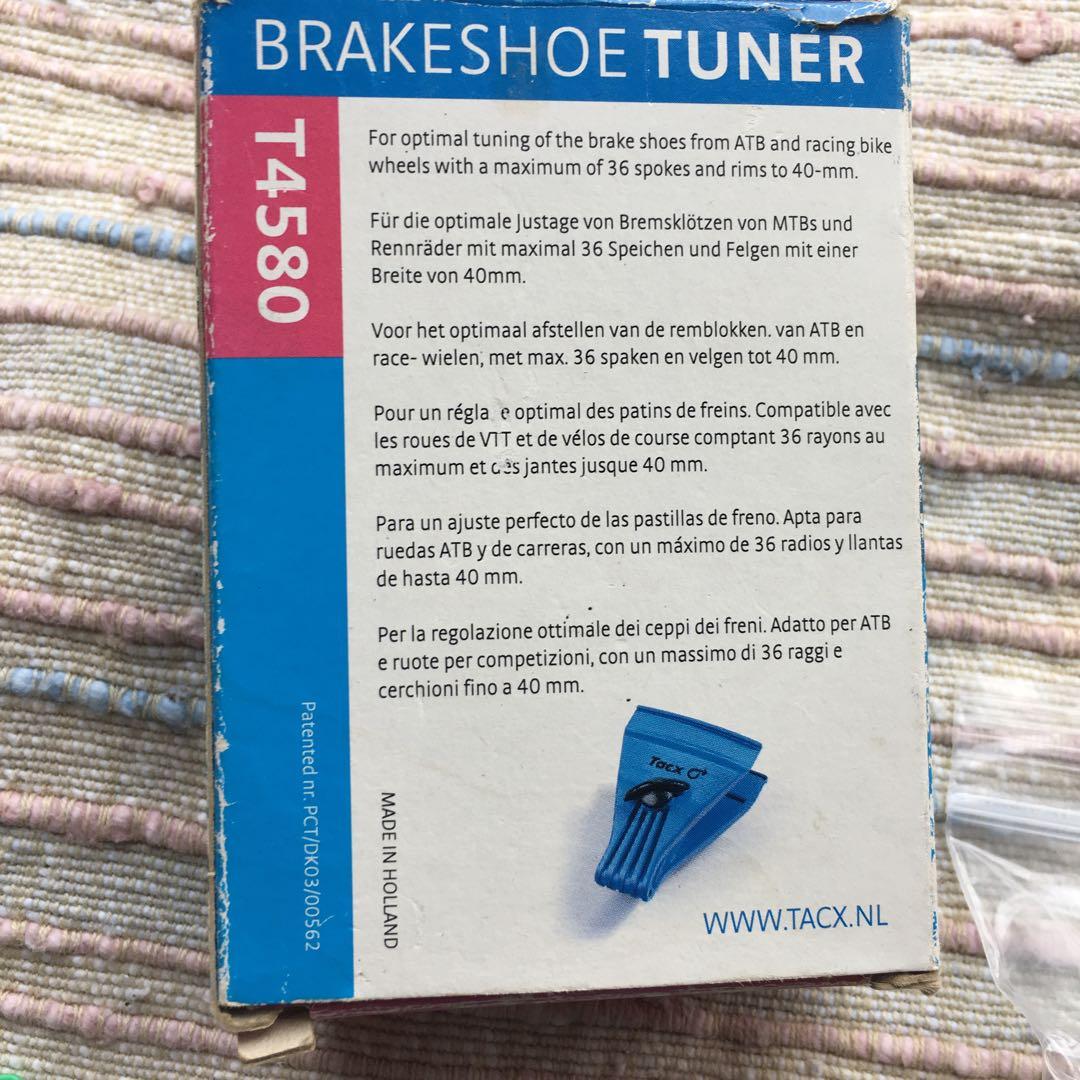 BRAKESHOE TUNER
T4580
For optimal tuning of the brake shoes from ATB and racing bike
wheels with a maximum of 36 spokes and rims to 40-mm.
Für die optimale Justage von Bremsklötzen von MTBs und
Rennräder mit maximal 36 Speichen und Felgen mit einer
Breite von 40mm.
Voor het optimaal afstellen van de remblokken. van ATB en
race- wielen, met max. 36 spaken en velgen tot 40 mm.
Pour un optimal des patins de freins. Compatible avec
les roues de VTT et de vélos de course comptant 36 rayons au
maximum et des jantes jusque 40 mm.
Para un ajuste perfecto de las pastillas de freno. Apta para
ruedas ATB y de carreras, con un máximo de 36 radios y llantas
de hasta 40 mm.
Per la regolazione ottimale dei ceppi dei freni. Adatto per ATB
e ruote per competizioni, con un massimo di 36 raggi e
cerchioni fino a 40 mm.
Tacx
Patented nr. PCT/DK03/00562
MADE IN HOLLAND
WWW.TACX.NL